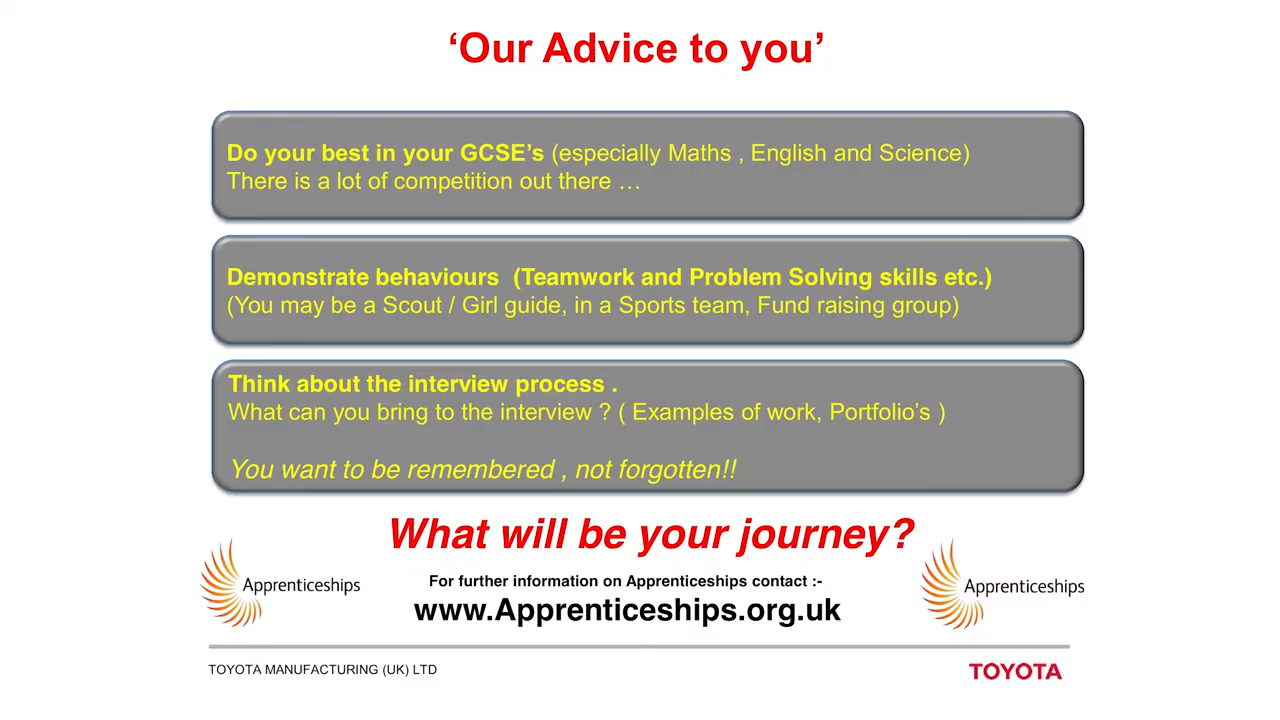 ‘Our Advice to you’
Do your best in your GCSE’s (especially Maths , English and Science)
There is a lot of competition out there …
Demonstrate behaviours  (Teamwork and Problem Solving skills etc.)
(You may be a Scout / Girl guide, in a Sports team, Fund raising group)
Think about the interview process .
What can you bring to the interview ? ( Examples of work, Portfolio’s )
You want to be remembered , not forgotten!!
What will be your journey?
Apprenticeships
For further information on Apprenticeships contact :-
www.Apprenticeships.org.uk
Apprenticeships
TOYOTA MANUFACTURING (UK) LTD
TOYOTA